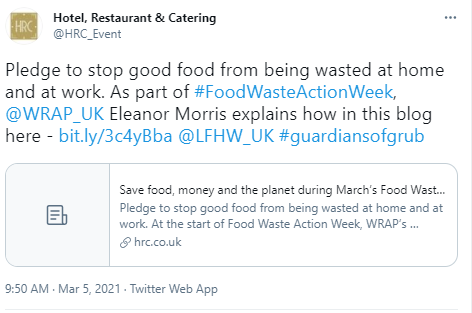 HRC
Hotel, Restaurant & Catering
@HRC_Event
Pledge to stop good food from being wasted at home
and at work. As part of #FoodWasteActionWeek,
@WRAP_UK Eleanor Morris explains how in this blog
here - bit.ly/3c4yBba @LFHW_UK #guardiansofgrub
Save food, money and the planet during March's Food Wast...
Pledge to stop good food from being wasted at home and at
work. At the start of Food Waste Action Week, WRAP's ...
hrc.co.uk
9:50 AM · Mar 5, 2021 · Twitter Web App